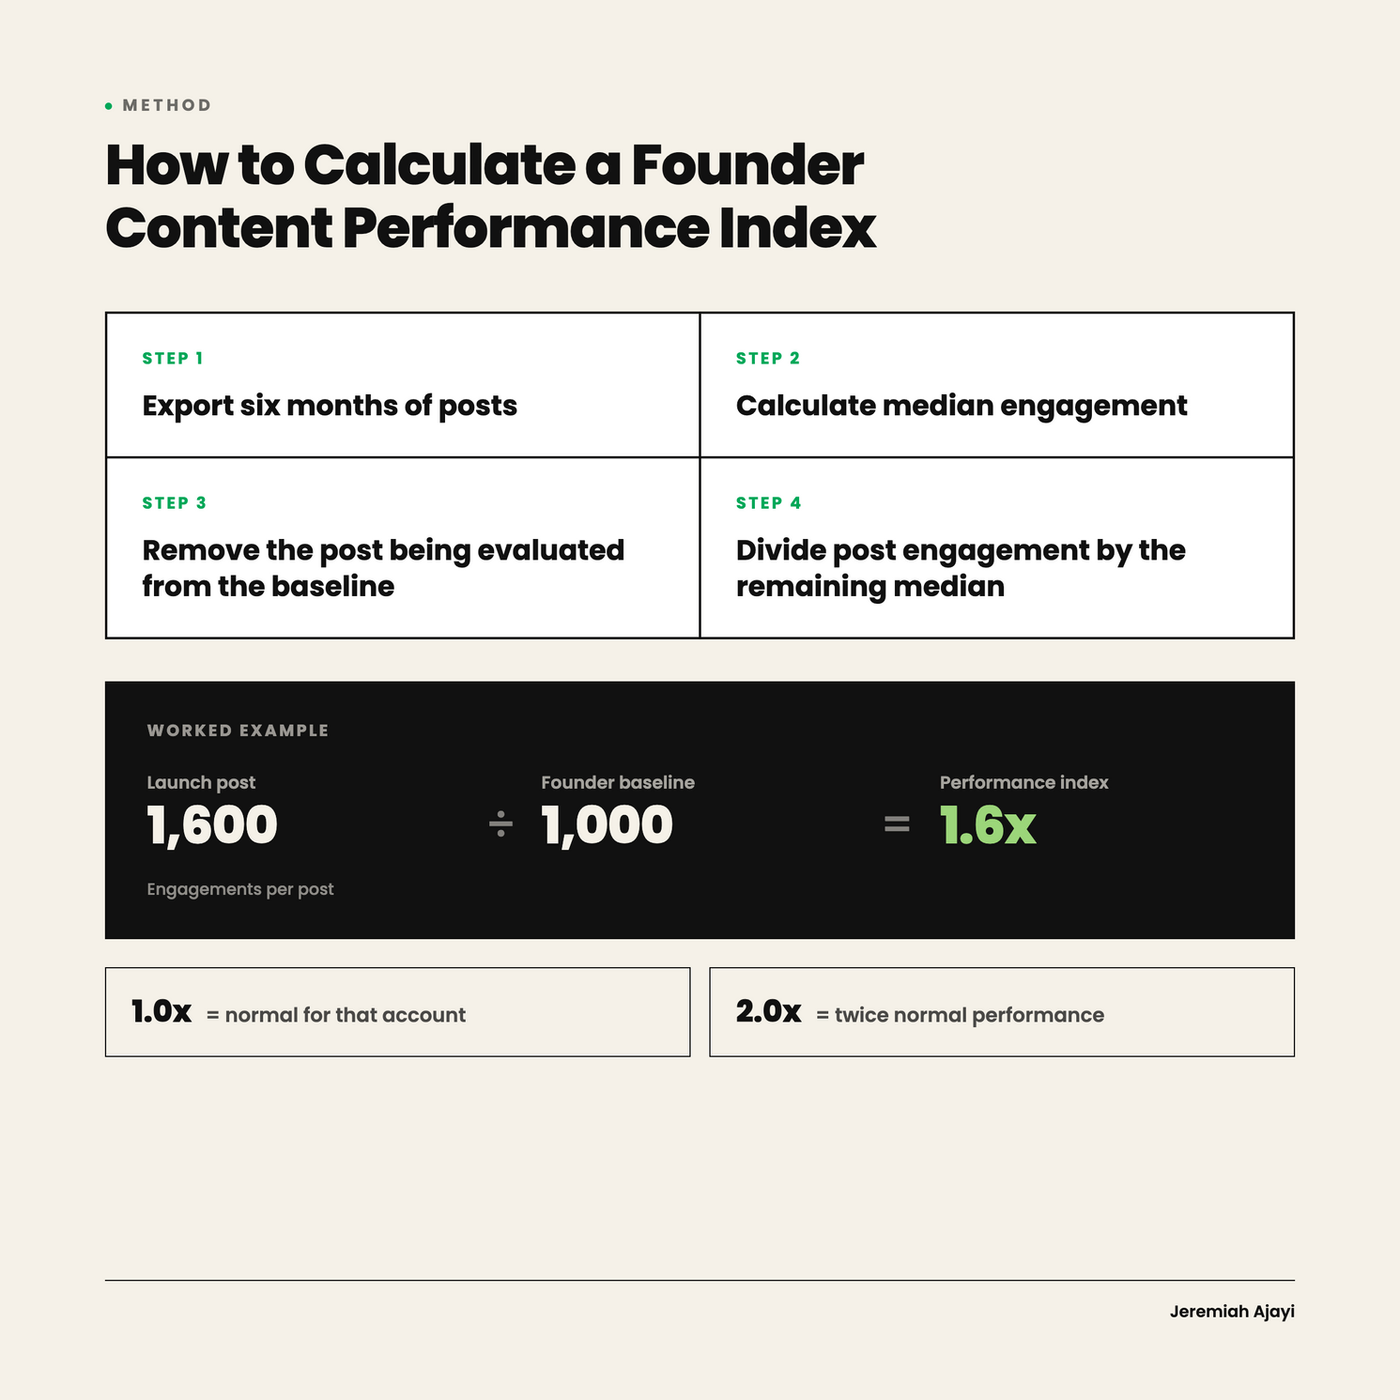 METHOD
How to Calculate a Founder
Content Performance Index
STEP 1
Export six months of posts
STEP 2
Calculate median engagement
STEP 3
Remove the post being evaluated
from the baseline
STEP 4
Divide post engagement by the
remaining median
WORKED EXAMPLE
Launch post
1,600
÷
Founder baseline
1,000
=
Performance index
1.6x
Engagements per post
1.0x = normal for that account
2.0x = twice normal performance
Jeremiah Ajayi